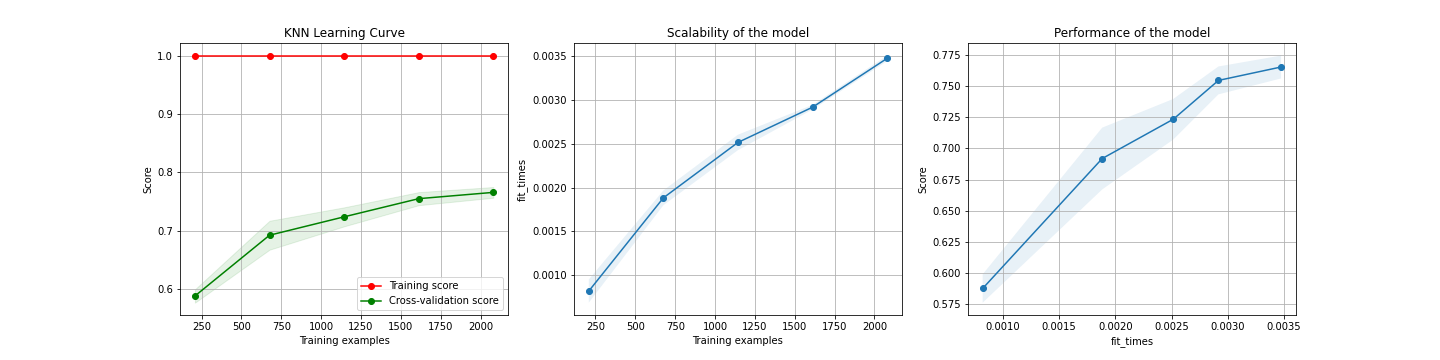 KNN Learning Curve
1.0
0.9
0.8
0.7
0.6
Score
250 500 750 1000 1250 1500 1750 2000
Training examples
Training score
Cross-validation score
Scalability of the model
0.0035
0.0030
0.0025
0.0020
0.0015
0.0010
fit_times
250 500 750 1000 1250 1500 1750 2000
Training examples
Performance of the model
0.775
0.750
0.725
0.700
0.675
0.650
0.625
0.600
0.575
Score
0.0010 0.0015 0.0020 0.0025 0.0030 0.0035
fit_times